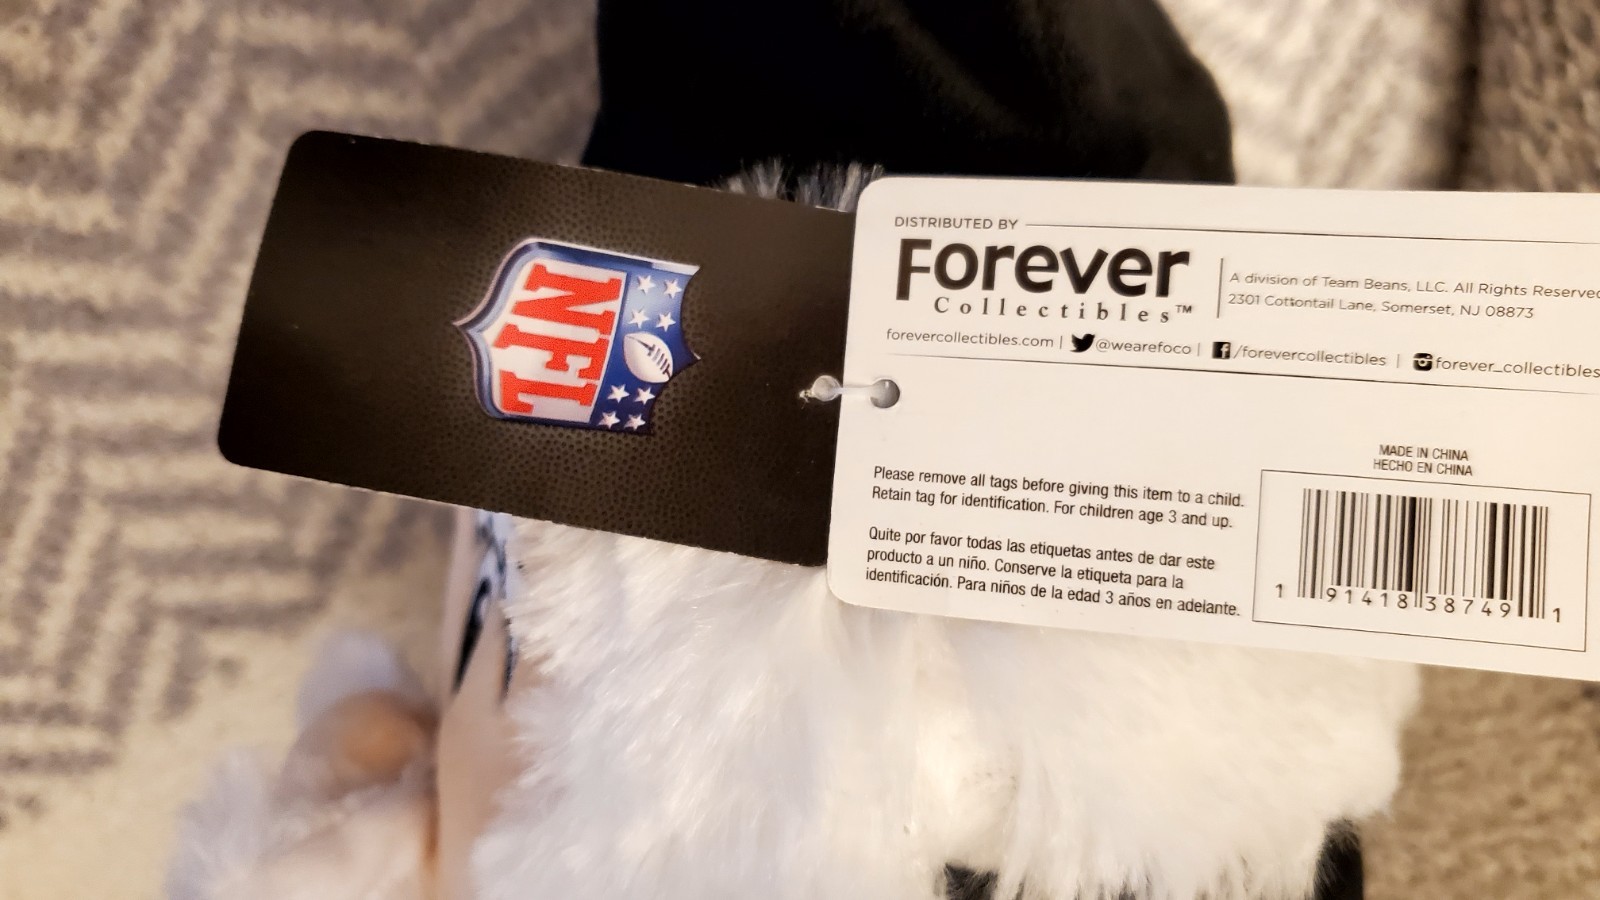 NFL
DISTRIBUTED BY
Forever
Collectibles™
A division of Team Beans, LLC. All Rights
2301 Cottontail Lane, Somerset, NJ 08873
forevercollectibles.com | @wearefoco | f /forevercollectibles | forever_collectibles
MADE IN CHINA
HECHO EN CHINA
Please remove all tags before giving this item to a child.
Retain tag for identification. For children age 3 and up.
Quite por favor todas las etiquetas antes de dar este
producto a un niño. Conserve la etiqueta para la
identificación. Para niños de la edad 3 años en adelante.
1 91418 38749 1